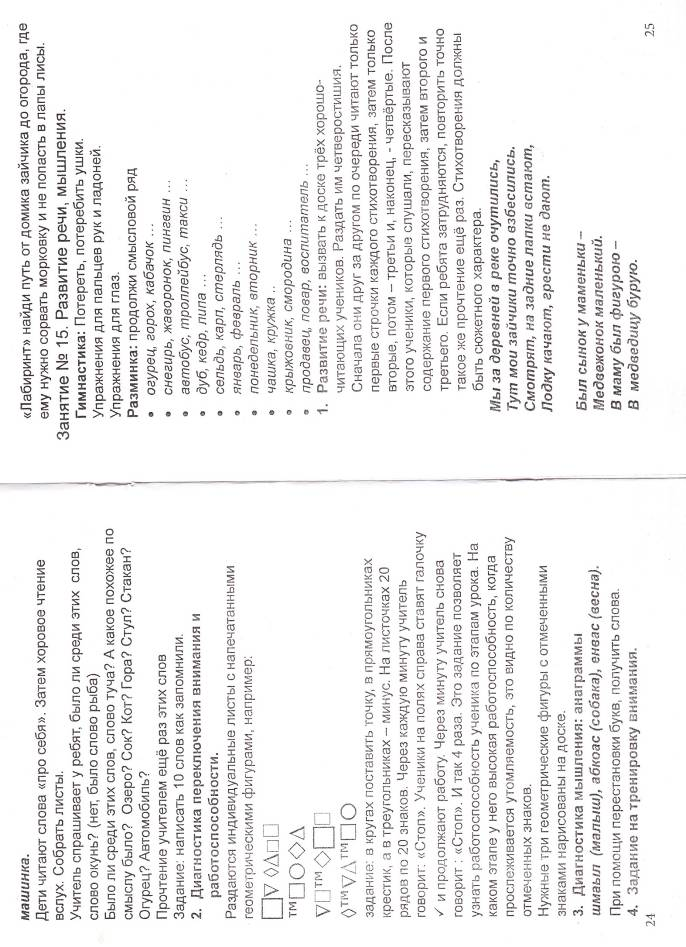 машинка.
Дети читают слова «про себя». Затем хоровое чтение
вслух. Собрать листы.
Учитель спрашивает у ребят, было ли среди этих слов,
слово окунь? (нет, было слово рыба)
Было ли среди этих слов, слово туча? А какое похожее по
смыслу было? Озеро? Сок? Кот? Гора? Стул? Стакан?
Огурец? Автомобиль?
Прочтение учителем ещё раз этих слов
Задание: написать 10 слов как запомнили.
2. Диагностика переключения внимания и
работоспособности.
Раздаются индивидуальные листы с напечатанными
геометрическими фигурами, например:
□▽ ◊△□□
™□○◊△
▽□™◊□□
◊™▽△™□○
задание: в кругах поставить точку, в прямоугольниках
крестик, а в треугольниках – минус. На листочках 20
рядов по 20 знаков. Через каждую минуту учитель
говорит:. «Стоп». Ученики на полях справа ставят галочку
✓ и продолжают работу. Через минуту учитель снова
говорит : «Стоп». И так 4 раза. Это задание позволяет
узнать работоспособность ученика по этапам урока. На
каком этапе у него высокая работоспособность, когда
прослеживается утомляемость, это видно по количеству
отмеченных знаков.
Нужные три геометрические фигуры с отмеченными
знаками нарисованы на доске.
3. Диагностика мышления: анаграммы
шмаъып (малыш), абкоас (собака), енвас (весна).
При помощи перестановки букв, получить слова.
4. Задание на тренировку внимания.
24
«Лабиринт» найди путь от домика зайчика до огорода, где
ему нужно сорвать морковку и не попасть в лапы лисы.
Занятие № 15. Развитие речи, мышления.
Гимнастика: Потереть, потеребить ушки.
Упражнения для пальцев рук и ладоней.
Упражнения для глаз.
Разминка: продолжи смысловой ряд
• огурец, горох, кабачок ...
• снегирь, жаворонок, пингвин ...
• автобус, троллейбус, такси ...
• дуб, кедр, липа ...
• сельдь, карп, стерлядь ...
• январь, февраль ...
• понедельник, вторник ...
• чашка, кружка ..
• крыжовник, смородина ...
• продавец, повар, воспитатель ...
1. Развитие речи: вызвать к доске трёх хорошо-
читающих учеников. Раздать им четверостишия.
Сначала они друг за другом по очереди читают только
первые строчки каждого стихотворения, затем только
вторые, потом – третьи и, наконец, - четвёртые. После
этого ученики, которые слушали, пересказывают
содержание первого стихотворения, затем второго и
третьего. Если ребята затрудняются, повторить точно
такое же прочтение ещё раз. Стихотворения должны
быть сюжетного характера.
Мы за деревней в реке очутились,
Тут мои зайчики точно взбесились.
Смотрят, на задние лапки встают,
Лодку качают, грести не дают.
Был сынок у маменьки –
Медвежонок маленький.
В маму был фигурою –
В медведицу бурую.
25